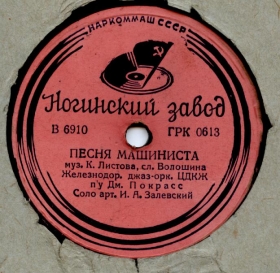 НАРКОММАШ СССР
Ногинский завод
В 6910 ГРК 0613
ПЕСНЯ МАШИНИСТА
муз. К. Листова, сл. Волошина
Железнодор. джаз-орк. ЦДКЖ
п/у Дм. Покрасс
Соло арт. И. А. Залевский